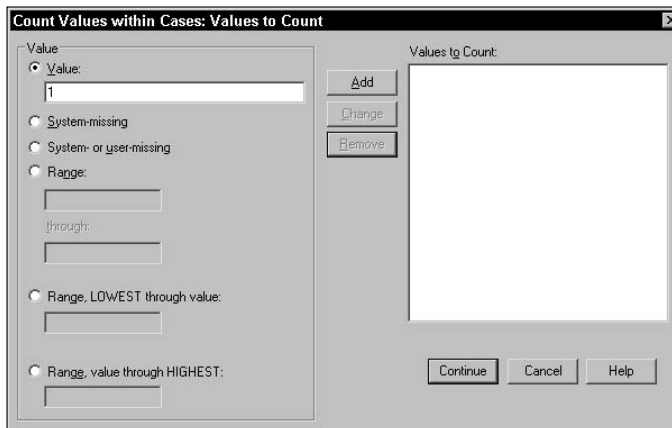 Count Values within Cases: Values to Count
Value
Value:
1
System-missing
System- or user-missing
Range:
through:
Range, LOWEST through value:
Range, value through HIGHEST:
Add
Change
Remove
Values to Count:
Continue
Cancel
Help